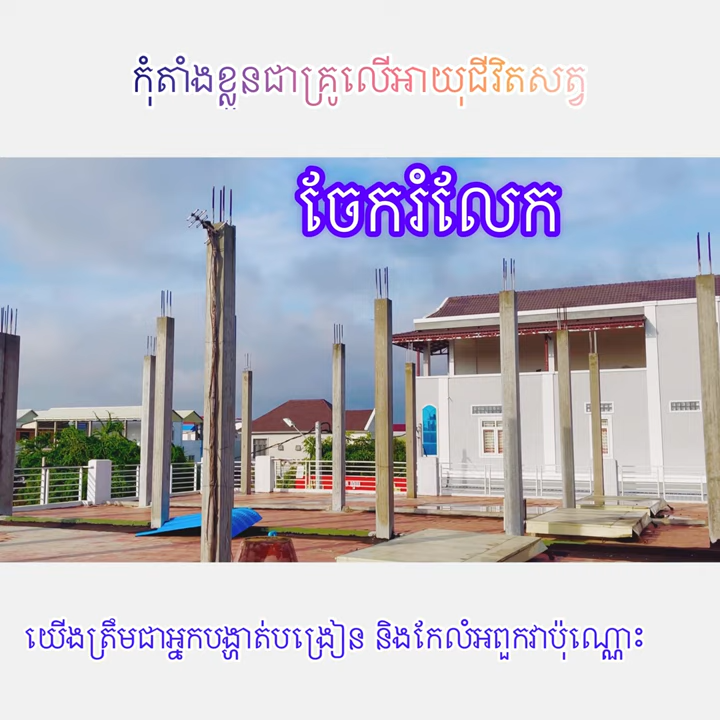 កុំតាំងខ្លួនជាគ្រូលើអាយុជីវិតសត្វ
ចែករំលែក
យើងត្រឹមជាអ្នកបង្ហាត់បង្រៀន និងកែលំអពួកវាប៉ុណ្ណោះ